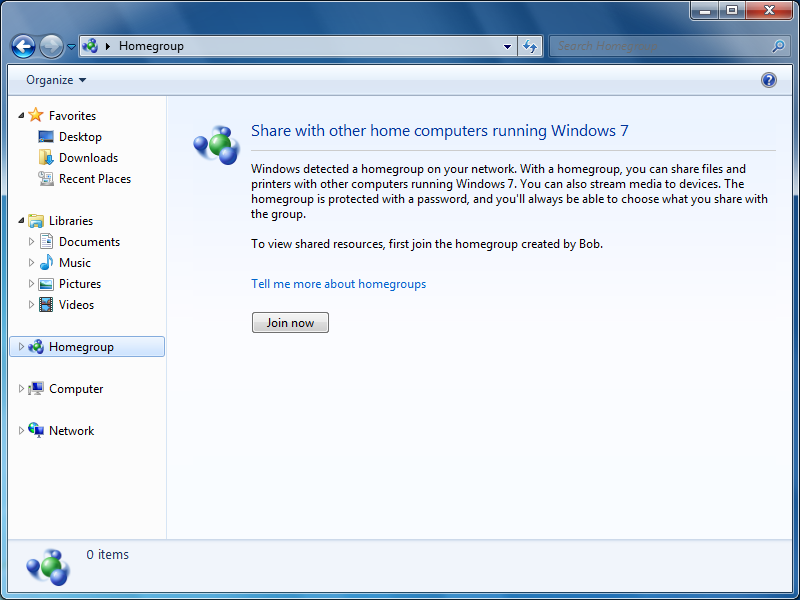 Homegroup
Search Homegroup
Organize
Favorites
Desktop
Downloads
Recent Places
Libraries
Documents
Music
Pictures
Videos
Homegroup
Computer
Network
Share with other home computers running Windows 7
Windows detected a homegroup on your network. With a homegroup, you can share files and
printers with other computers running Windows 7. You can also stream media to devices. The
homegroup is protected with a password, and you'll always be able to choose what you share with
the group.
To view shared resources, first join the homegroup created by Bob.
Tell me more about homegroups
Join now
0 items